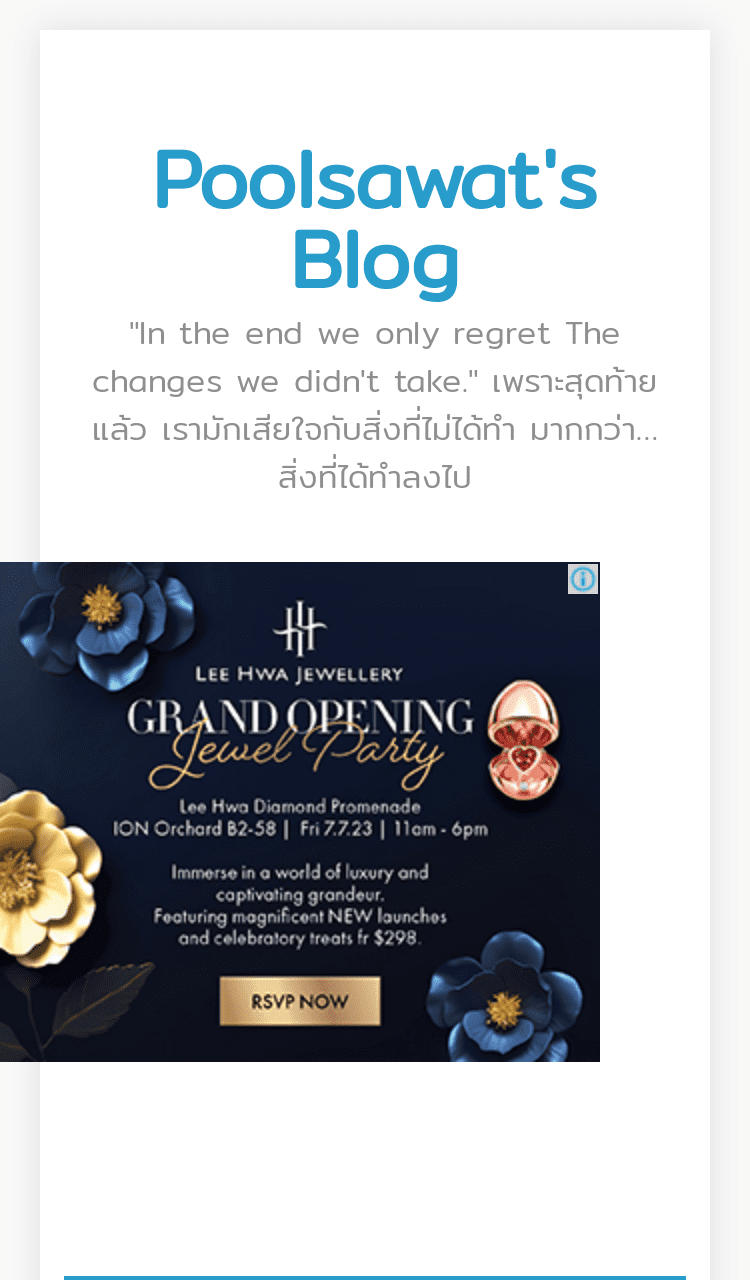 Poolsawat's
Blog
"In the end we only regret The
changes we didn't take." เพราะสุดท้าย
แล้ว เรามักเสียใจกับสิ่งที่ไม่ได้ทำ มากกว่า...
สิ่งที่ได้ทำลงไป
LEE HWA JEWELLERY
GRAND OPENING
Jewel Party
Lee Hwa Diamond Promenade
ION Orchard B2-58 | Fri 7.7.23 | 11am - 6pm
Immerse in a world of luxury and
captivating grandeur.
Featuring magnificent NEW launches
and celebratory treats fr $298.
RSVP NOW